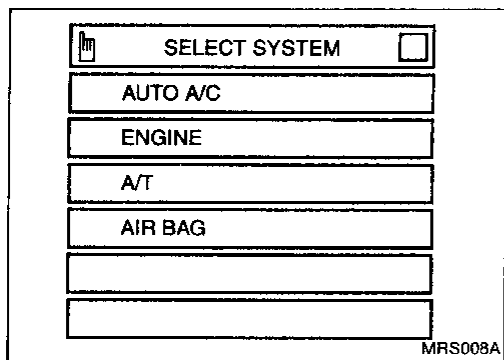 SELECT SYSTEM
AUTO A/C
ENGINE
A/T
AIR BAG
MRS008A